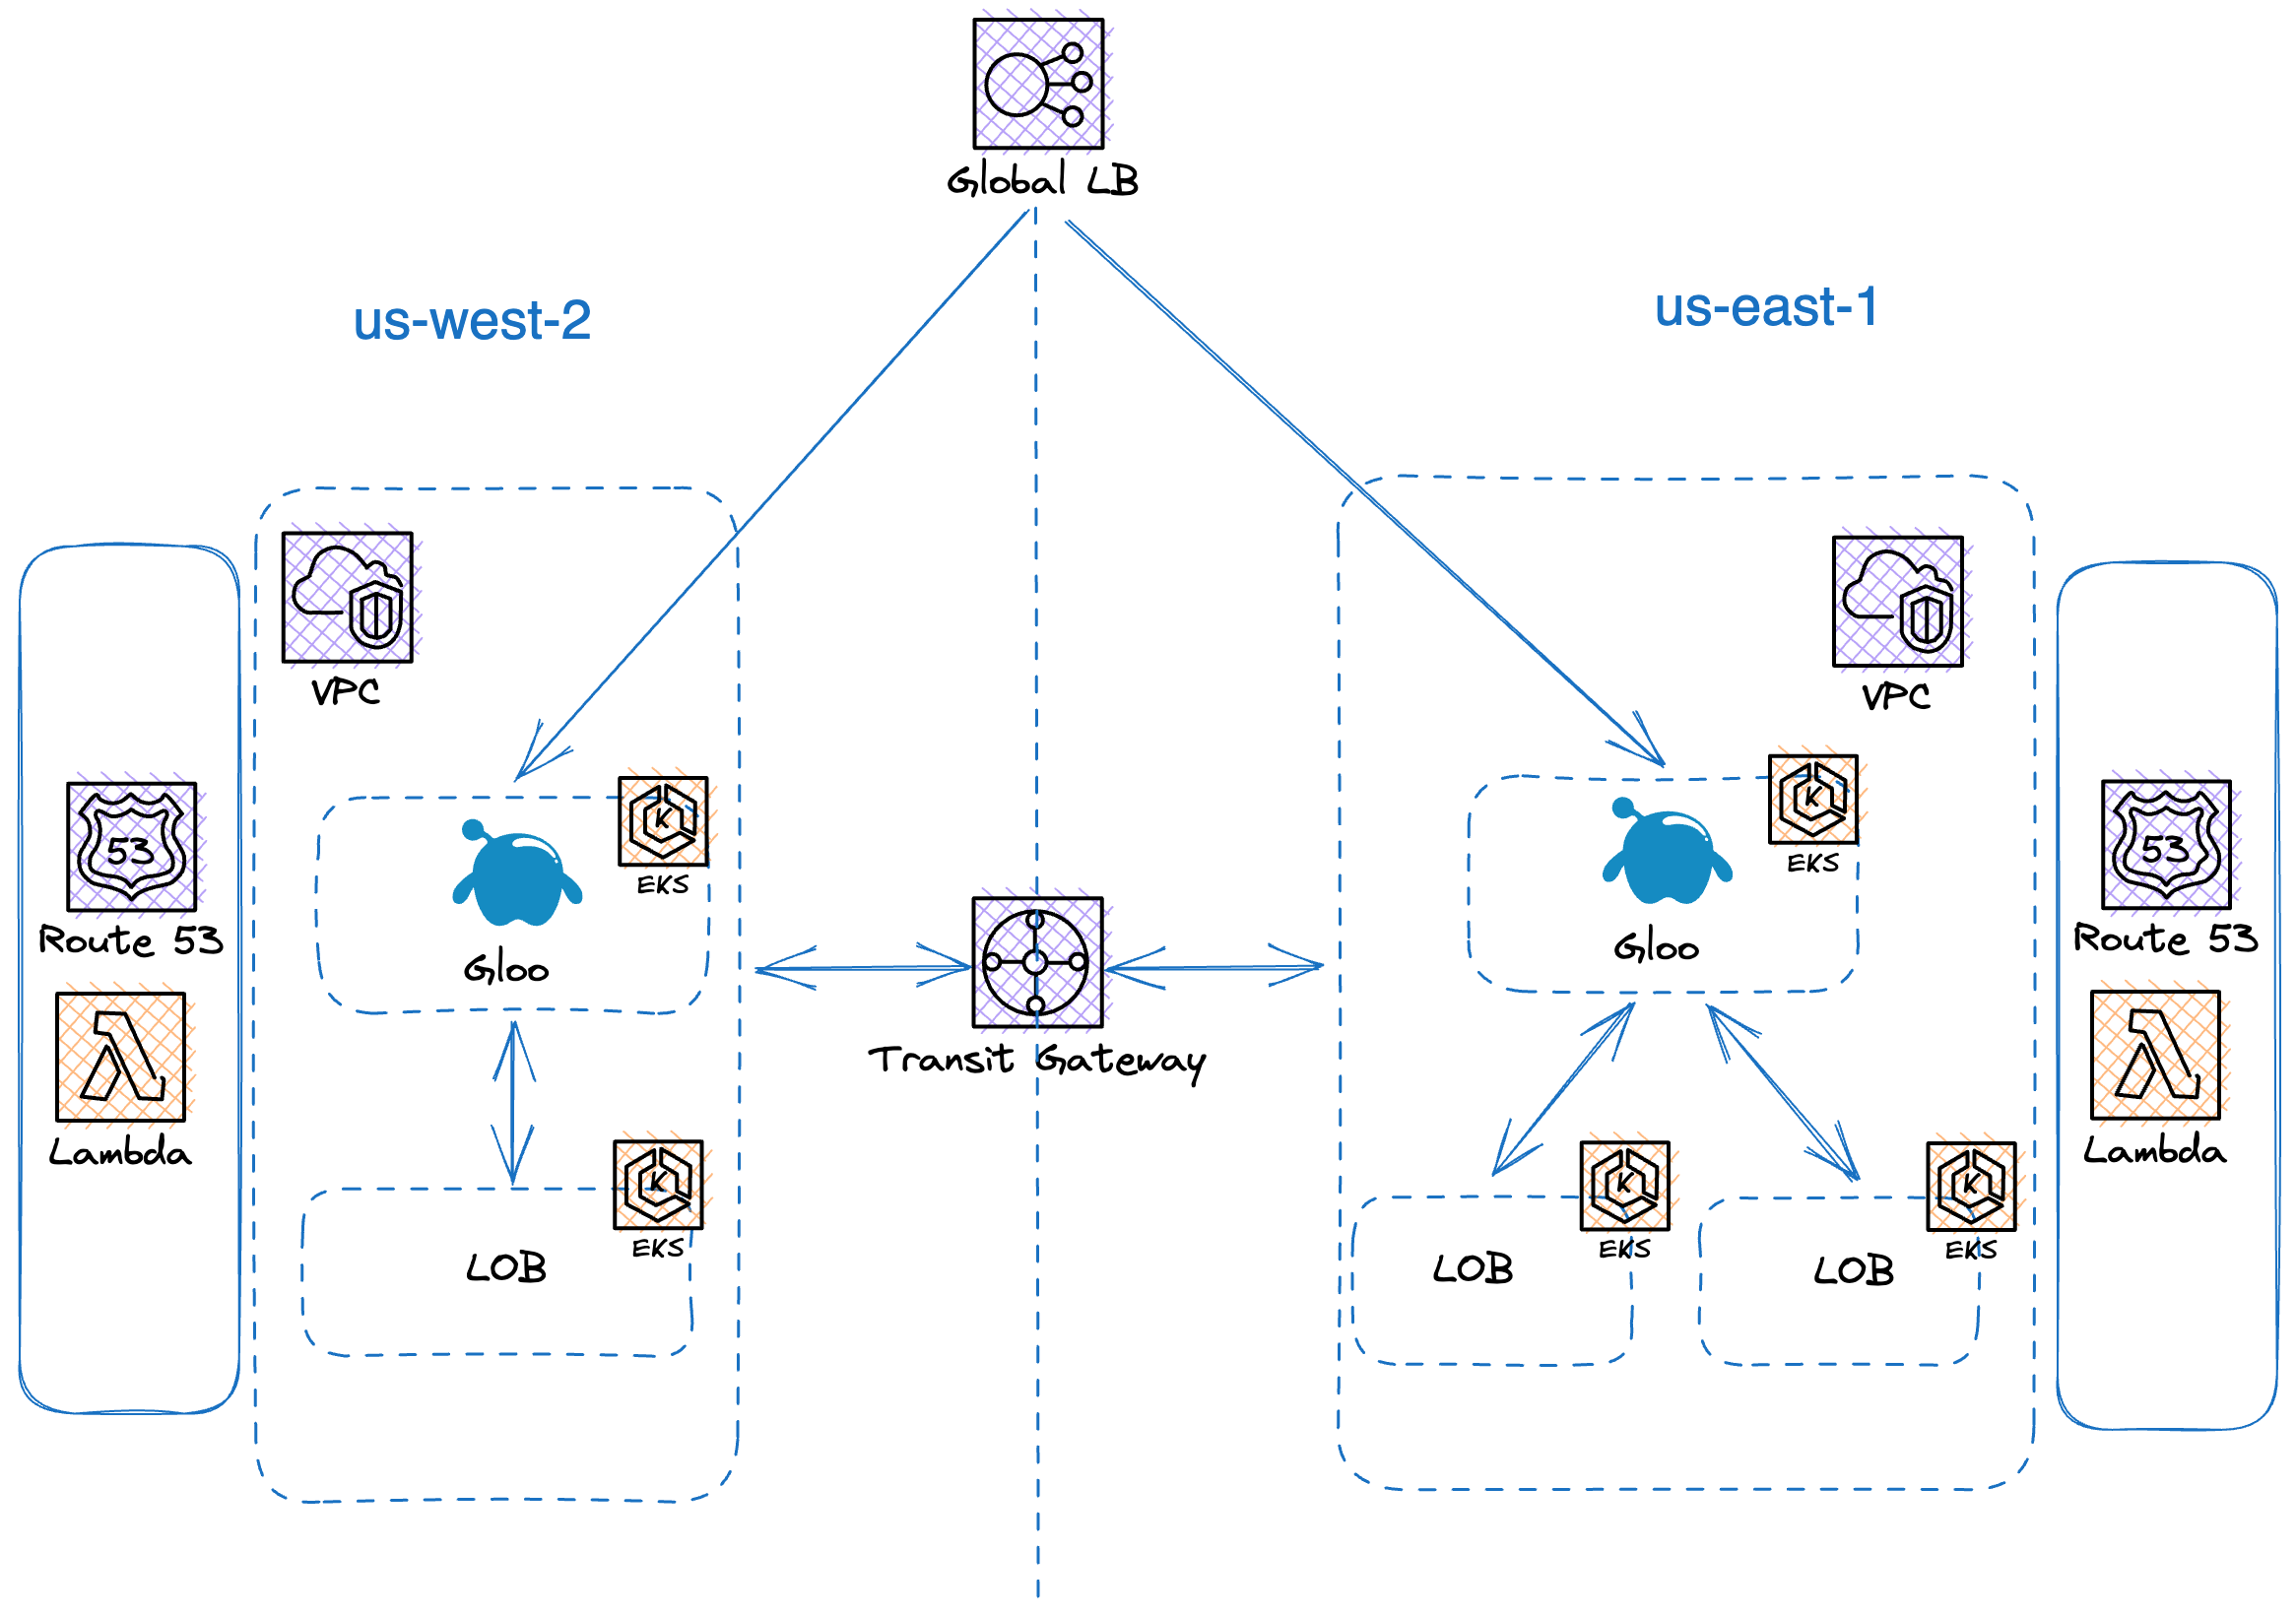 Global LB
us-west-2
us-east-1
VPC
VPC
K
EKS
K
EKS
53
Route 53
Gloo
Gloo
53
Route 53
Transit Gateway
Lambda
Lambda
K
EKS
LOB
K
EKS
LOB
K
EKS
LOB